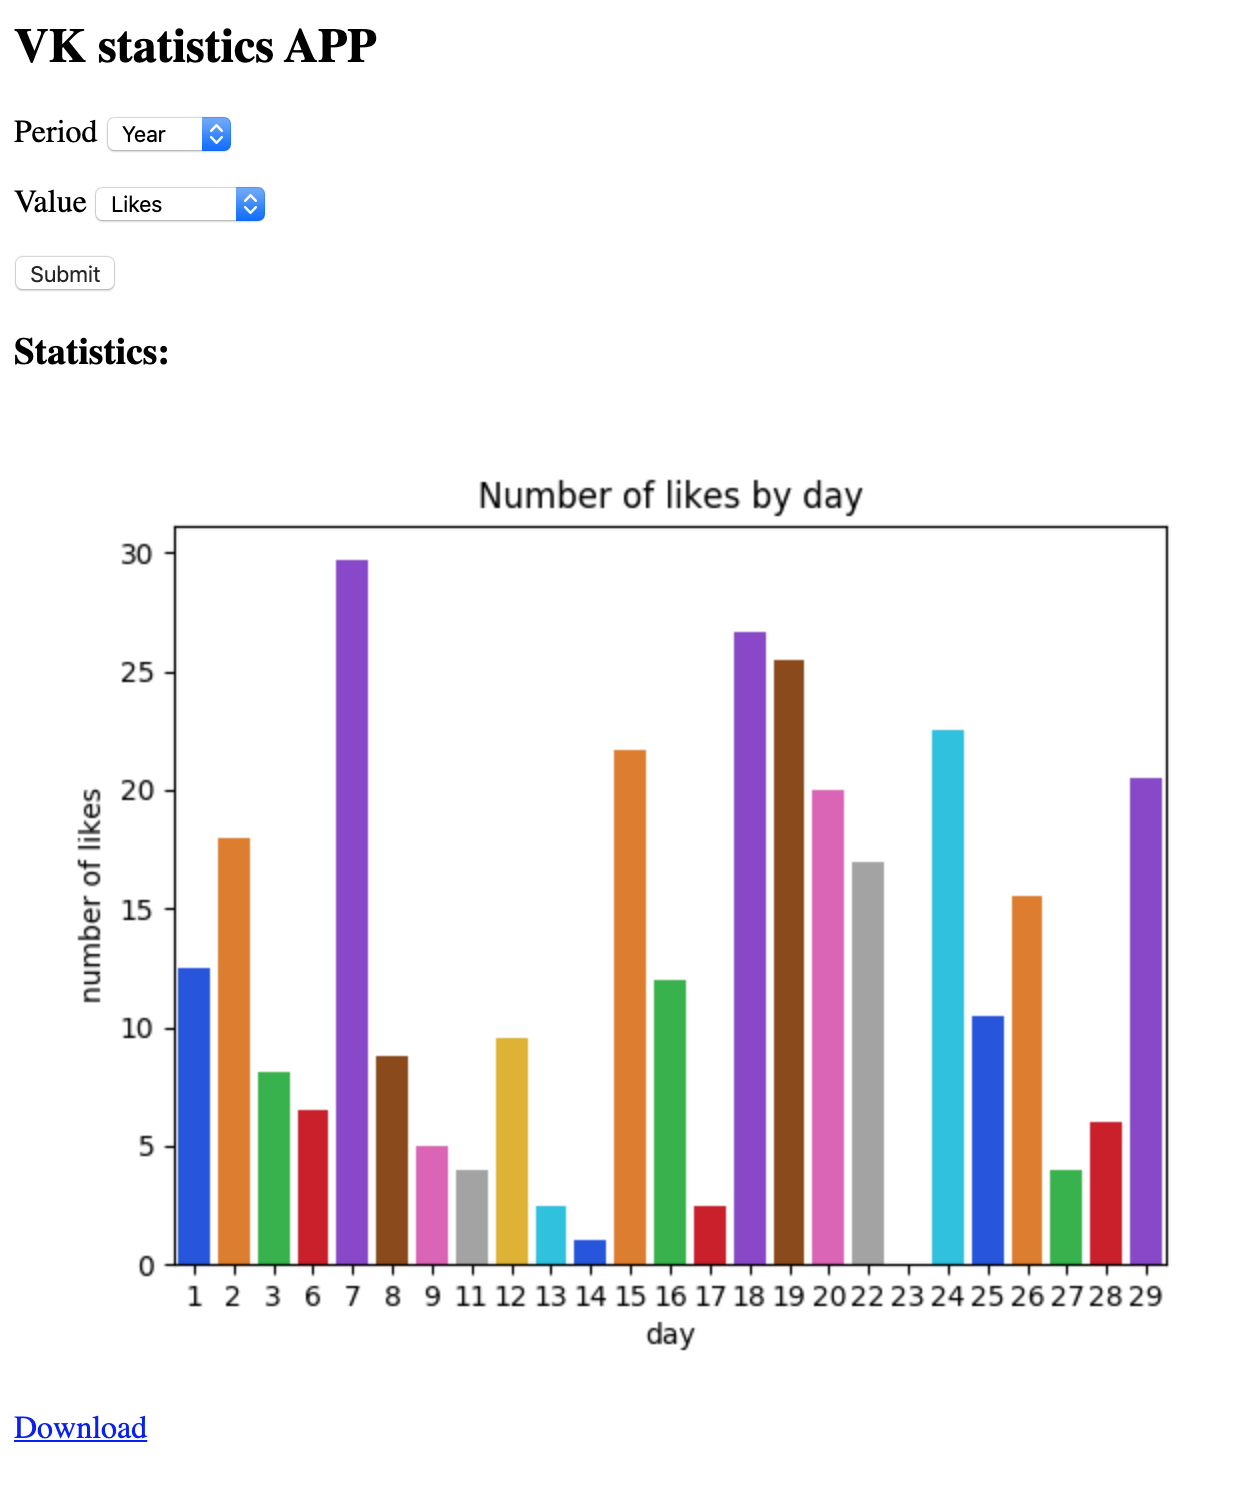 VK statistics APP
Period Year
Value Likes
Submit
Statistics:
Number of likes by day
30
25
20
15
10
5
0
number of likes
1 2 3 6 7 8 9 11 12 13 14 15 16 17 18 19 20 22 23 24 25 26 27 28 29
day
Download